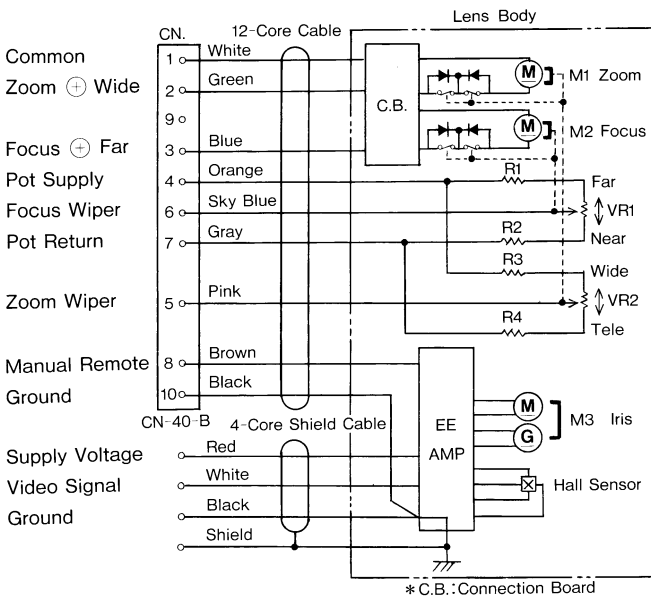 CN. 12-Core Cable Lens Body
Common 1 White
Zoom + Wide 2 Green
9
C.B.
M M1 Zoom
M M2 Focus
Focus + Far 3 Blue
Pot Supply 4 Orange R1 Far
Focus Wiper 6 Sky Blue VR1
Pot Return 7 Gray R2 Near
R3 Wide
Zoom Wiper 5 Pink VR2
R4 Tele
Manual Remote 8 Brown
Ground 10 Black
CN-40-B 4-Core Shield Cable
EE
AMP
M
G
M3 Iris
Supply Voltage Red
Video Signal White Hall Sensor
Ground Black
Shield
*C.B.:Connection Board